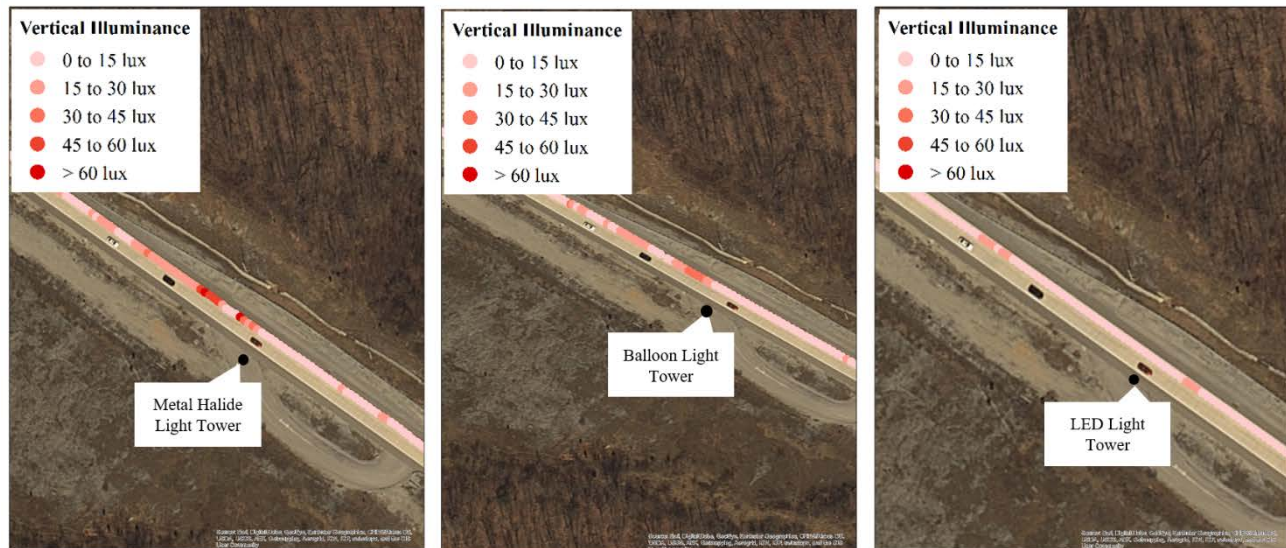 Vertical Illuminance
0 to 15 lux
15 to 30 lux
30 to 45 lux
45 to 60 lux
> 60 lux
Metal Halide
Light Tower
Vertical Illuminance
0 to 15 lux
15 to 30 lux
30 to 45 lux
45 to 60 lux
> 60 lux
Balloon Light
Tower
Vertical Illuminance
0 to 15 lux
15 to 30 lux
30 to 45 lux
45 to 60 lux
> 60 lux
LED Light
Tower